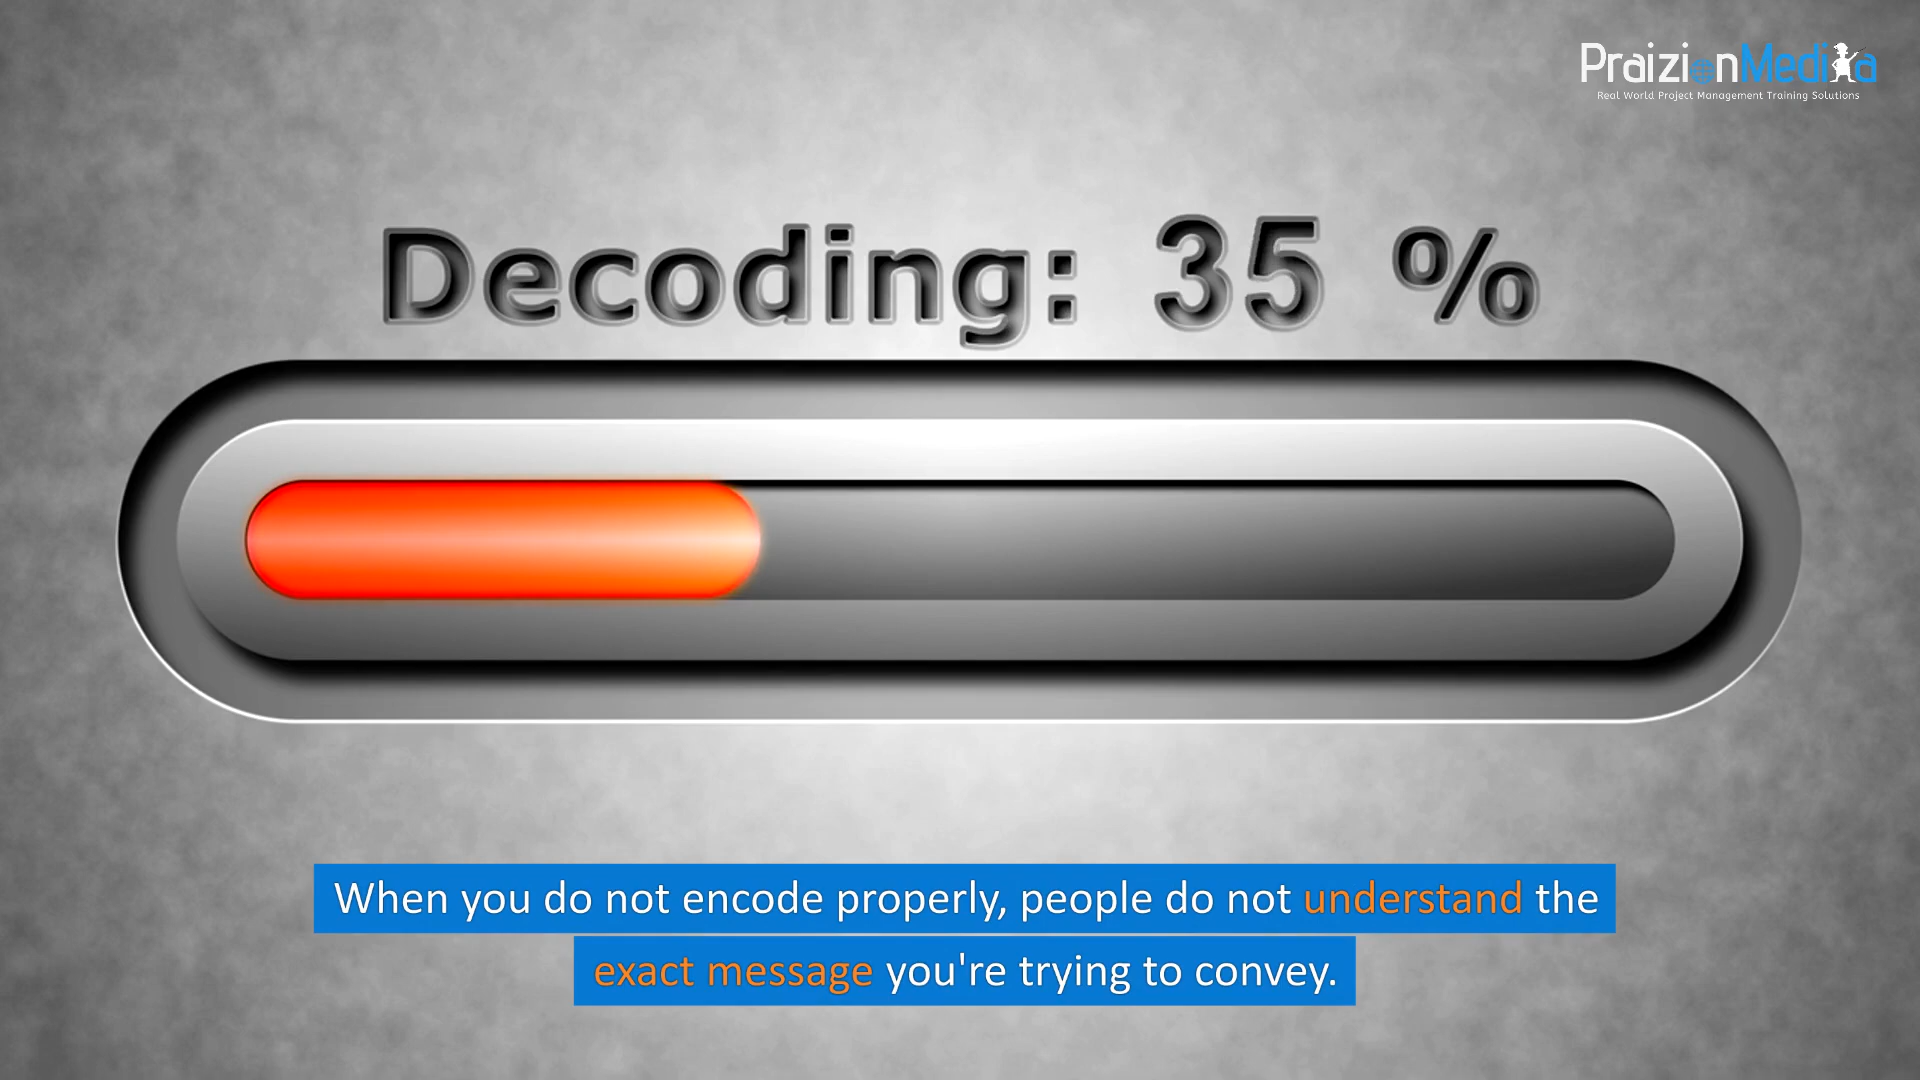 PraizionMedia
Real World Project Management Training Solutions
Decoding: 35 %
When you do not encode properly, people do not understand the
exact message you're trying to convey.